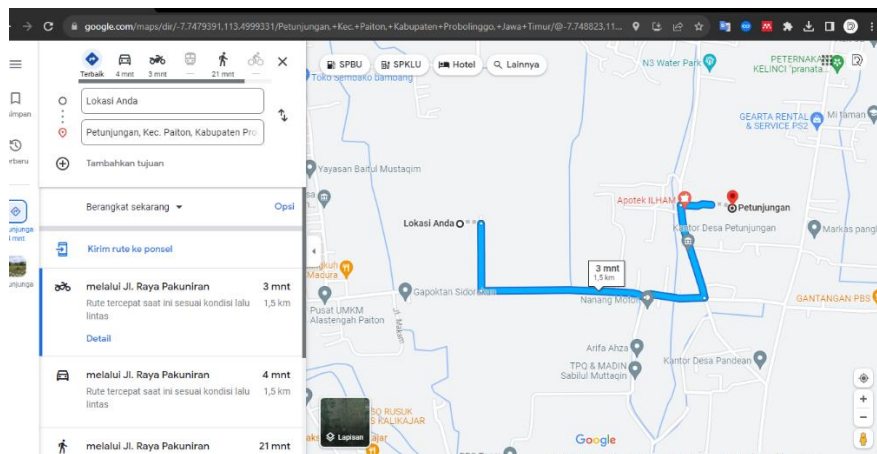 google.com/maps/dir/-7.7479391,113.4999331/Petunjungan,+Kec.+Paiton,+Kabupaten+Probolinggo,+Jawa+Timur/@-7.748823,11...
Terbaik
4 mnt
3 mnt
21 mnt
Lokasi Anda
Petunjungan, Kec. Paiton, Kabupaten Pro
Tambahkan tujuan
Berangkat sekarang
Opsi
Kirim rute ke ponsel
melalui Jl. Raya Pakuniran
3 mnt
Rute tercepat saat ini sesuai kondisi lalu
1,5 km
lintas
Detail
melalui Jl. Raya Pakuniran
4 mnt
Rute tercepat saat ini sesuai kondisi lalu
1,5 km
lintas
melalui Jl. Raya Pakuniran
21 mnt
SPBU
SPKLU
Hotel
Lainnya
Toko Sembako bambang
N3 Water Park
PETERNAKA
KELINCI "pranata...
GEARTA RENTAL
& SERVICE PS2
Mi taman
Yayasan Baitul Mustaqim
Apotek ILHAM
Petunjungan
Lokasi Anda
Kantor Desa Petunjungan
Markas pangl
3 mnt
1,5 km
Madura
Gapoktan
Nanang Motor
GANTANGAN PBS
Pusat UMKM
Alastengah Paiton
Jl. Makam
Arifa Ahza
TPQ & MADIN
Sabilul Muttaqin
Kantor Desa Pandean
RUSUK
KALIKAJAR
Lapisan
Google